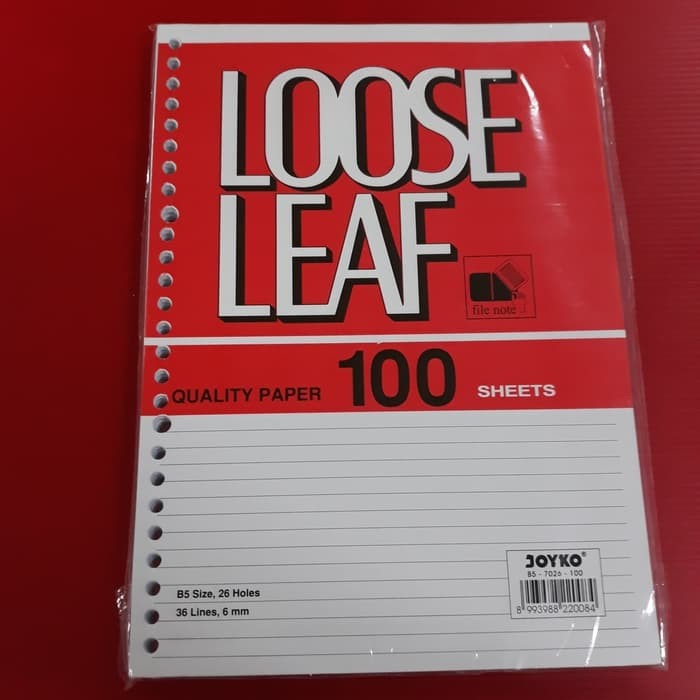 LOOSE
LEAF
file note
QUALITY PAPER 100 SHEETS
B5 Size, 26 Holes
36 Lines, 6 mm
JOYKO®
B5 - 7026 - 100
8 993988 220084